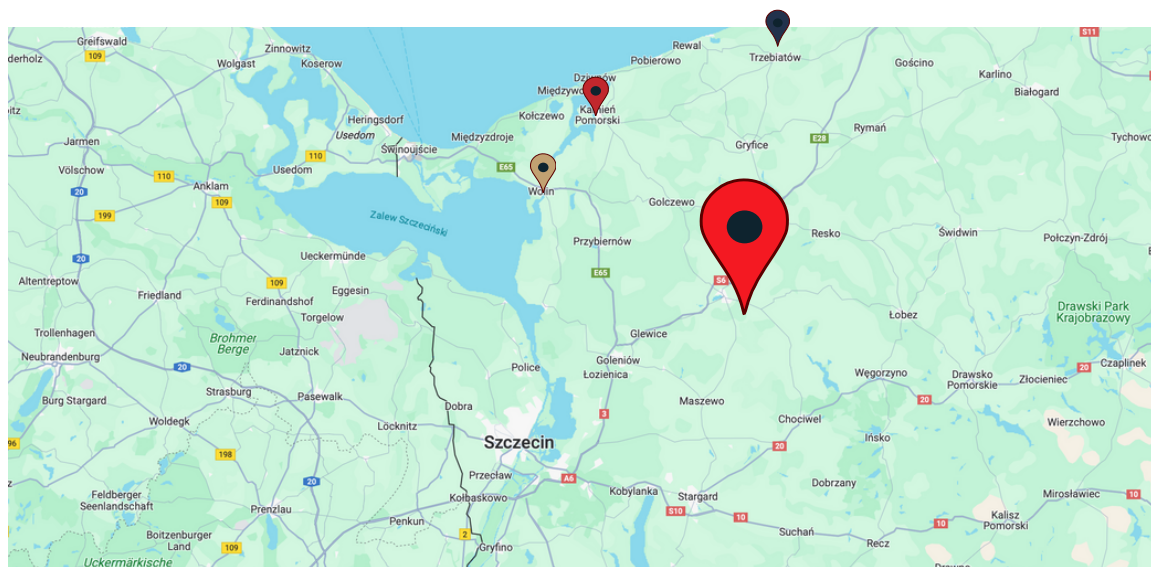 S11
Greifswald
109
Zinnowitz
Koserow
Wolgast
Rewal
Trzebiatów
Pobierowo
Gościno
Karlino
Białogard
Kamień
Pomorski
Kołczewo
Heringsdorf
Usedom
Międzyzdroje
Świnoujście
E65
E28
Rymań
Tychowo
Gryfice
Jarmen
110
Völschow
110
Usedom
20
Anklam
109
199
Wolin
Golczewo
Zalew Szczeciński
Przybiernów
Resko
Świdwin
Połczyn-Zdrój
20
Ueckermünde
E65
S6
Altentreptow
Friedland
109
Eggesin
Ferdinandshof
Torgelow
Łobez
Drawski Park
Krajobrazowy
Trollenhagen
Neubrandenburg
Brohmer
Berge
Jatznick
Glewice
Goleniów
Łozienica
Police
20
Czaplinek
Węgorzyno
Drawsko
Pomorskie
Złocieniec
20
Burg Stargard
Strasburg
Pasewalk
Maszewo
20
Dobra
3
Chociwel
Woldegk
Löcknitz
Wierzchowo
96
Szczecin
Ińsko
20
198
Przecław
A6
Dobrzany
20
Feldberger
Seenlandschaft
Kołbaskowo
Kobylanka
Stargard
Mirosławiec
10
Prenzlau
S10
10
10
Kalisz
Pomorski
Penkun
2
Suchań
Boitzenburger
Land
109
Gryfino
Recz
Uckermärkische